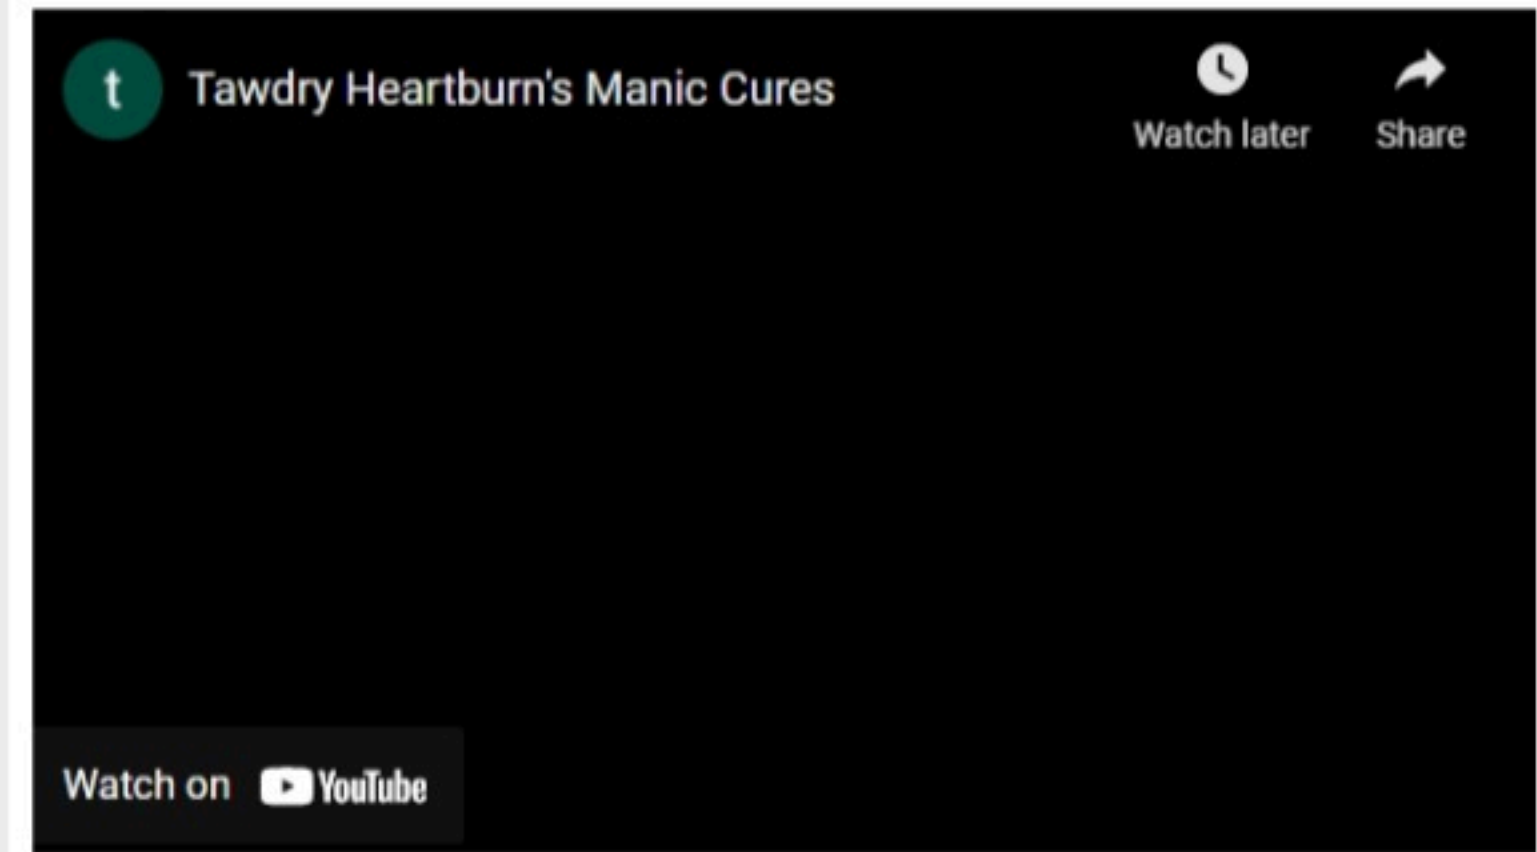 t
Tawdry Heartburn's Manic Cures
Watch later
Share
Watch on YouTube